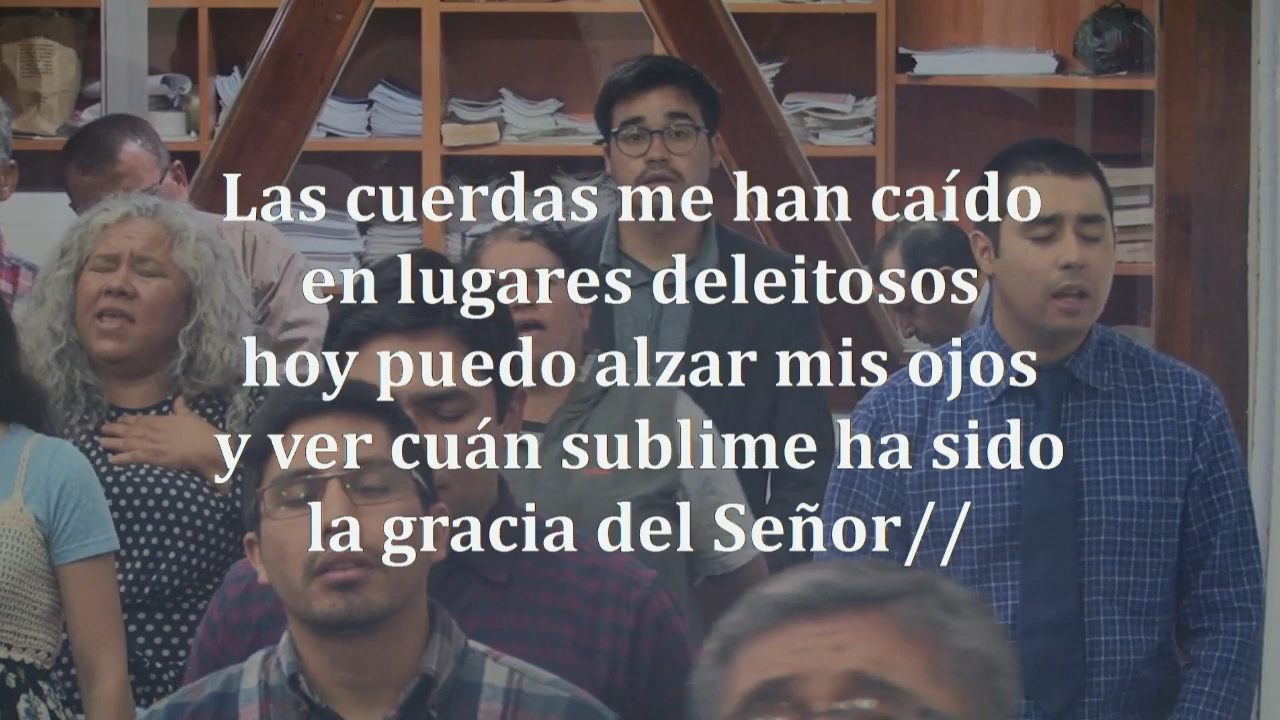 Las cuerdas me han caído
en lugares deleitosos
hoy puedo alzar mis ojos
y ver cuán sublime ha sido
la gracia del Señor//